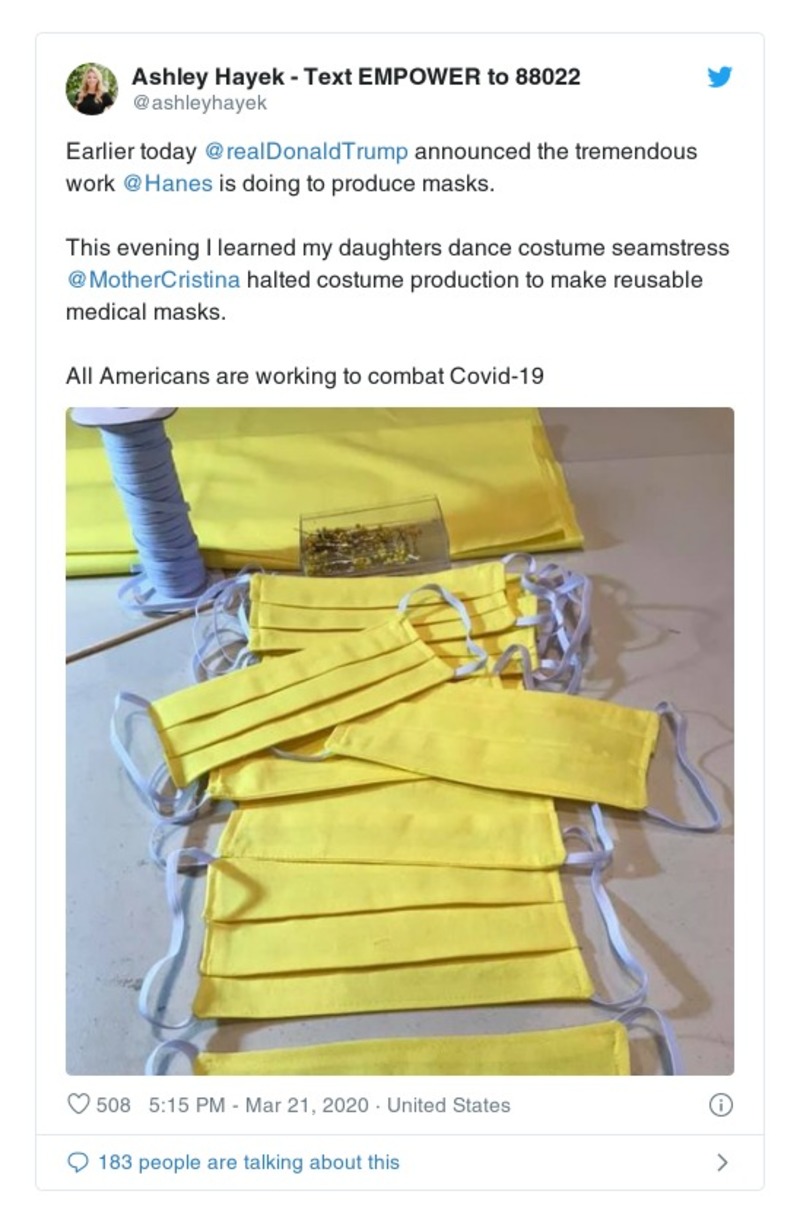 Ashley Hayek - Text EMPOWER to 88022
@ashleyhayek
Earlier today @realDonaldTrump announced the tremendous
work @Hanes is doing to produce masks.
This evening I learned my daughters dance costume seamstress
@MotherCristina halted costume production to make reusable
medical masks.
All Americans are working to combat Covid-19
508 5:15 PM - Mar 21, 2020 · United States
183 people are talking about this